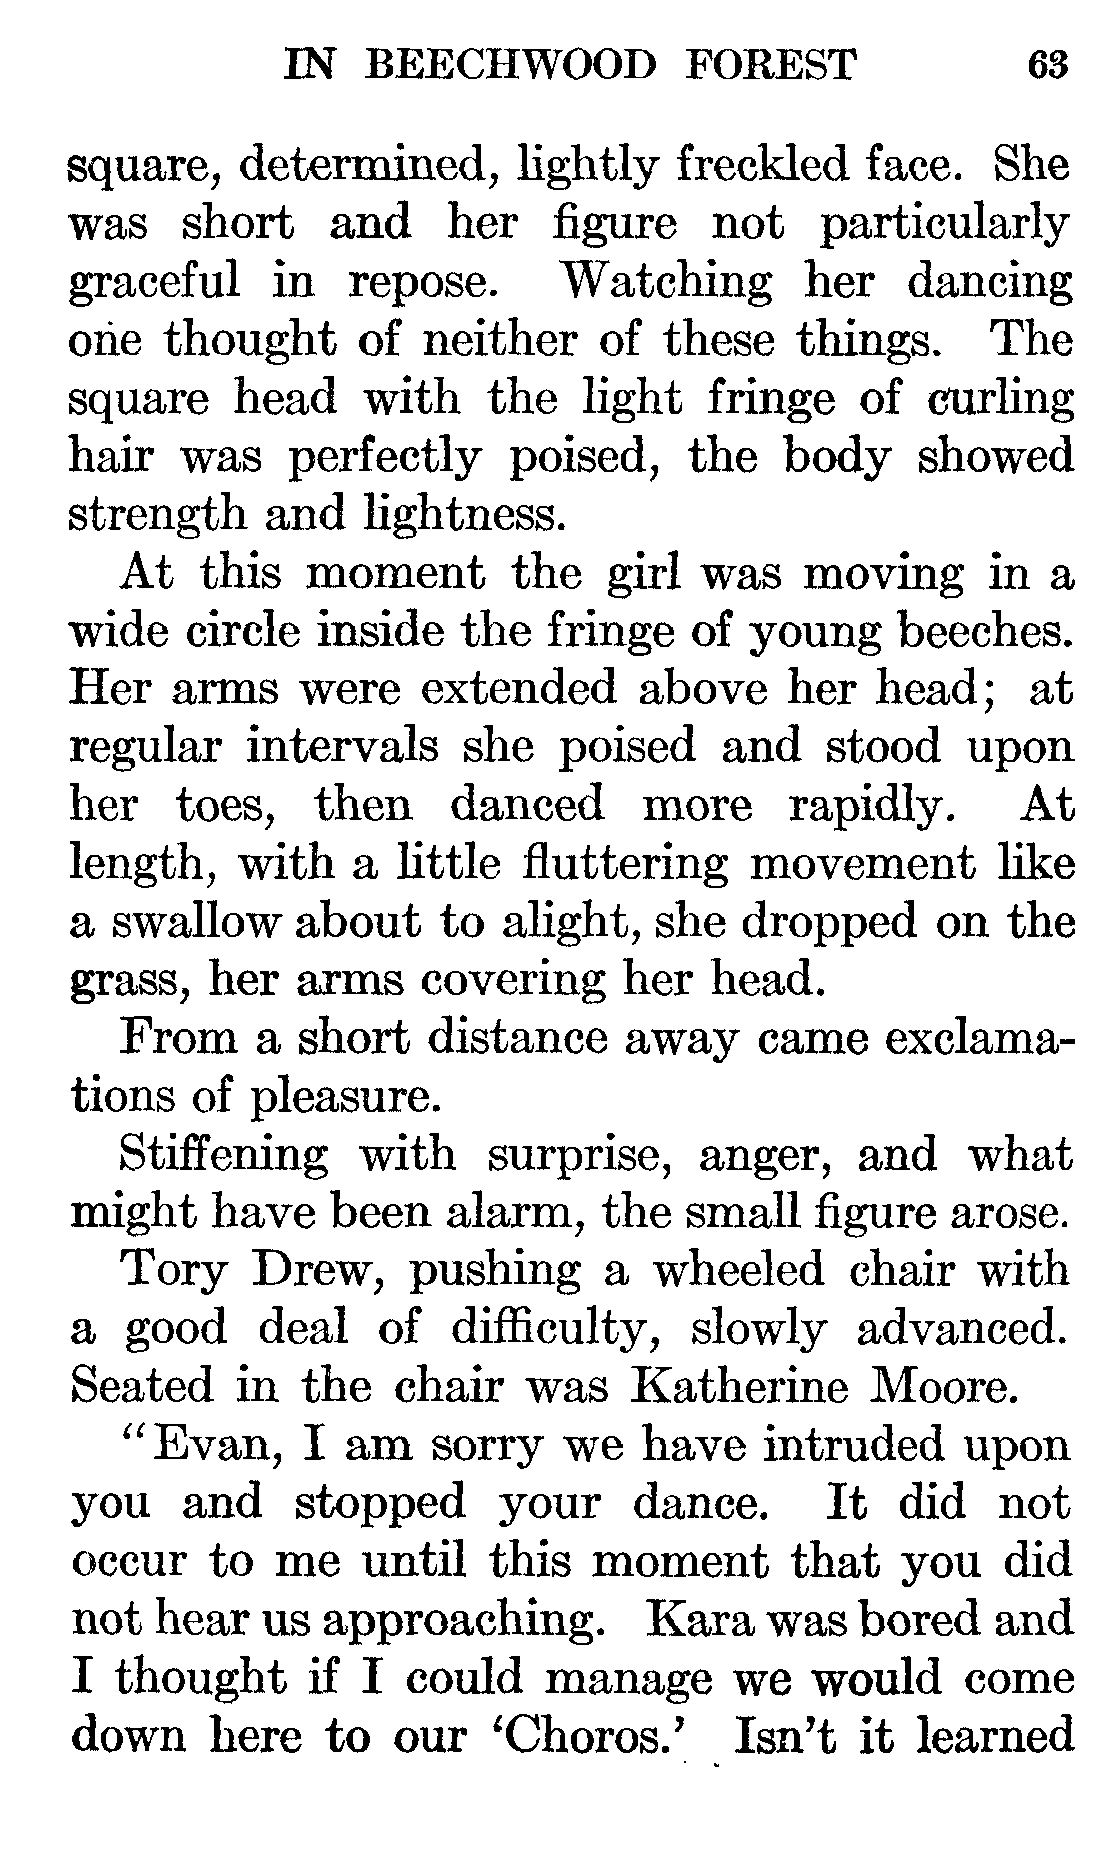 IN BEECHWOOD FOREST 63
square, determined, lightly freckled face. She
was short and her figure not particularly
graceful in repose. Watching her dancing
one thought of neither of these things. The
square head with the light fringe of curling
hair was perfectly poised, the body showed
strength and lightness.
At this moment the girl was moving in a
wide circle inside the fringe of young beeches.
Her arms were extended above her head; at
regular intervals she poised and stood upon
her toes, then danced more rapidly. At
length, with a little fluttering movement like
a swallow about to alight, she dropped on the
grass, her arms covering her head.
From a short distance away came exclama-
tions of pleasure.
Stiffening with surprise, anger, and what
might have been alarm, the small figure arose.
Tory Drew, pushing a wheeled chair with
a good deal of difficulty, slowly advanced.
Seated in the chair was Katherine Moore.
“Evan, I am sorry we have intruded upon
you and stopped your dance. It did not
occur to me until this moment that you did
not hear us approaching. Kara was bored and
I thought if I could manage we would come
down here to our ‘Choros.’ Isn't it learned